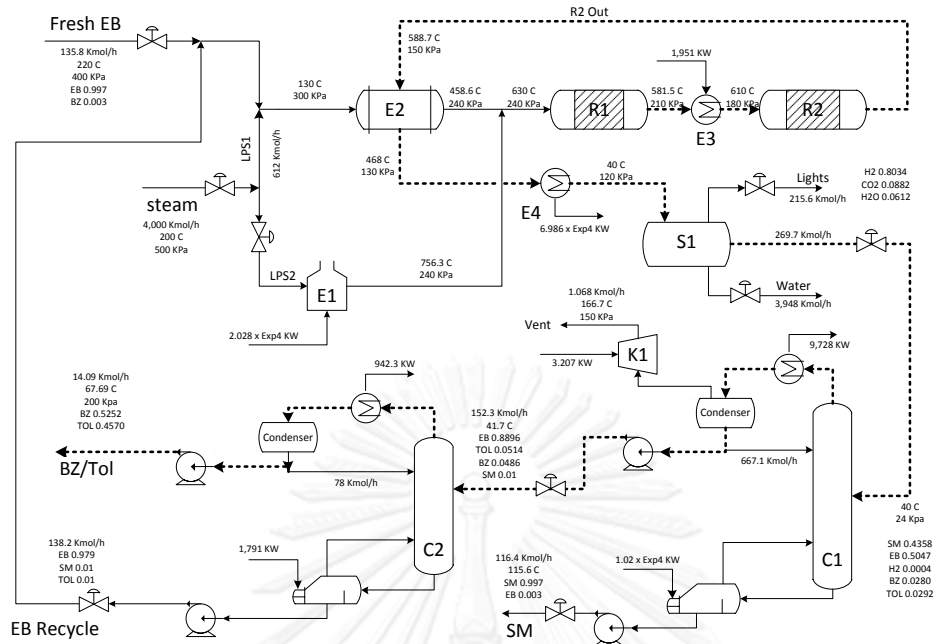 R2 Out
Fresh EB
135.8 Kmol/h
220 C
400 KPa
EB 0.997
BZ 0.003
588.7 C
150 KPa
1,951 KW
130 C
300 KPa
E2
458.6 C
240 KPa
630 C
240 KPa
R1
581.5 C
210 KPa
E3
610 C
180 KPa
R2
LPS1
612 Kmol/h
468 C
130 KPa
40 C
120 KPa
E4
6.986 x Exp4 KW
Lights
215.6 Kmol/h
H2 0.8034
CO2 0.0882
H2O 0.0612
steam
4,000 Kmol/h
200 C
500 KPa
S1
269.7 Kmol/h
LPS2
E1
756.3 C
240 KPa
Water
3,948 Kmol/h
2.028 x Exp4 KW
1.068 Kmol/h
166.7 C
150 KPa
Vent
K1
3.207 KW
9,728 KW
942.3 KW
14.09 Kmol/h
67.69 C
200 Kpa
BZ 0.5252
TOL 0.4570
Condenser
152.3 Kmol/h
41.7 C
EB 0.8896
TOL 0.0514
BZ 0.0486
SM 0.01
Condenser
BZ/Tol
78 Kmol/h
667.1 Kmol/h
40 C
24 Kpa
SM 0.4358
EB 0.5047
H2 0.0004
BZ 0.0280
TOL 0.0292
138.2 Kmol/h
EB 0.979
SM 0.01
TOL 0.01
1,791 KW
C2
116.4 Kmol/h
115.6 C
SM 0.997
EB 0.003
1.02 x Exp4 KW
C1
EB Recycle
SM